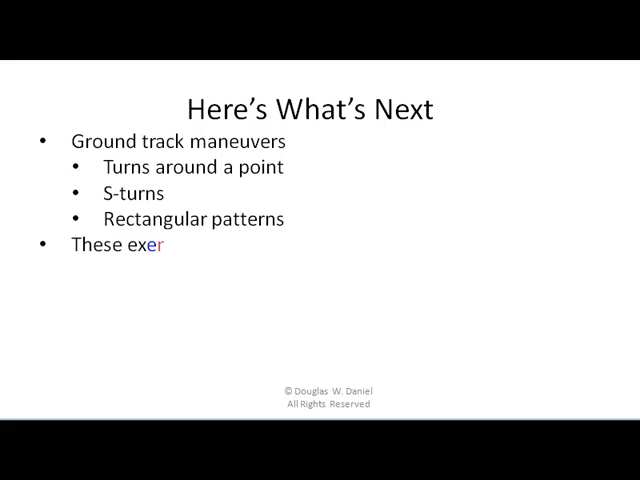 Here's What's Next
• Ground track maneuvers
• Turns around a point
• S-turns
• Rectangular patterns
• These exer
© Douglas W. Daniel
All Rights Reserved